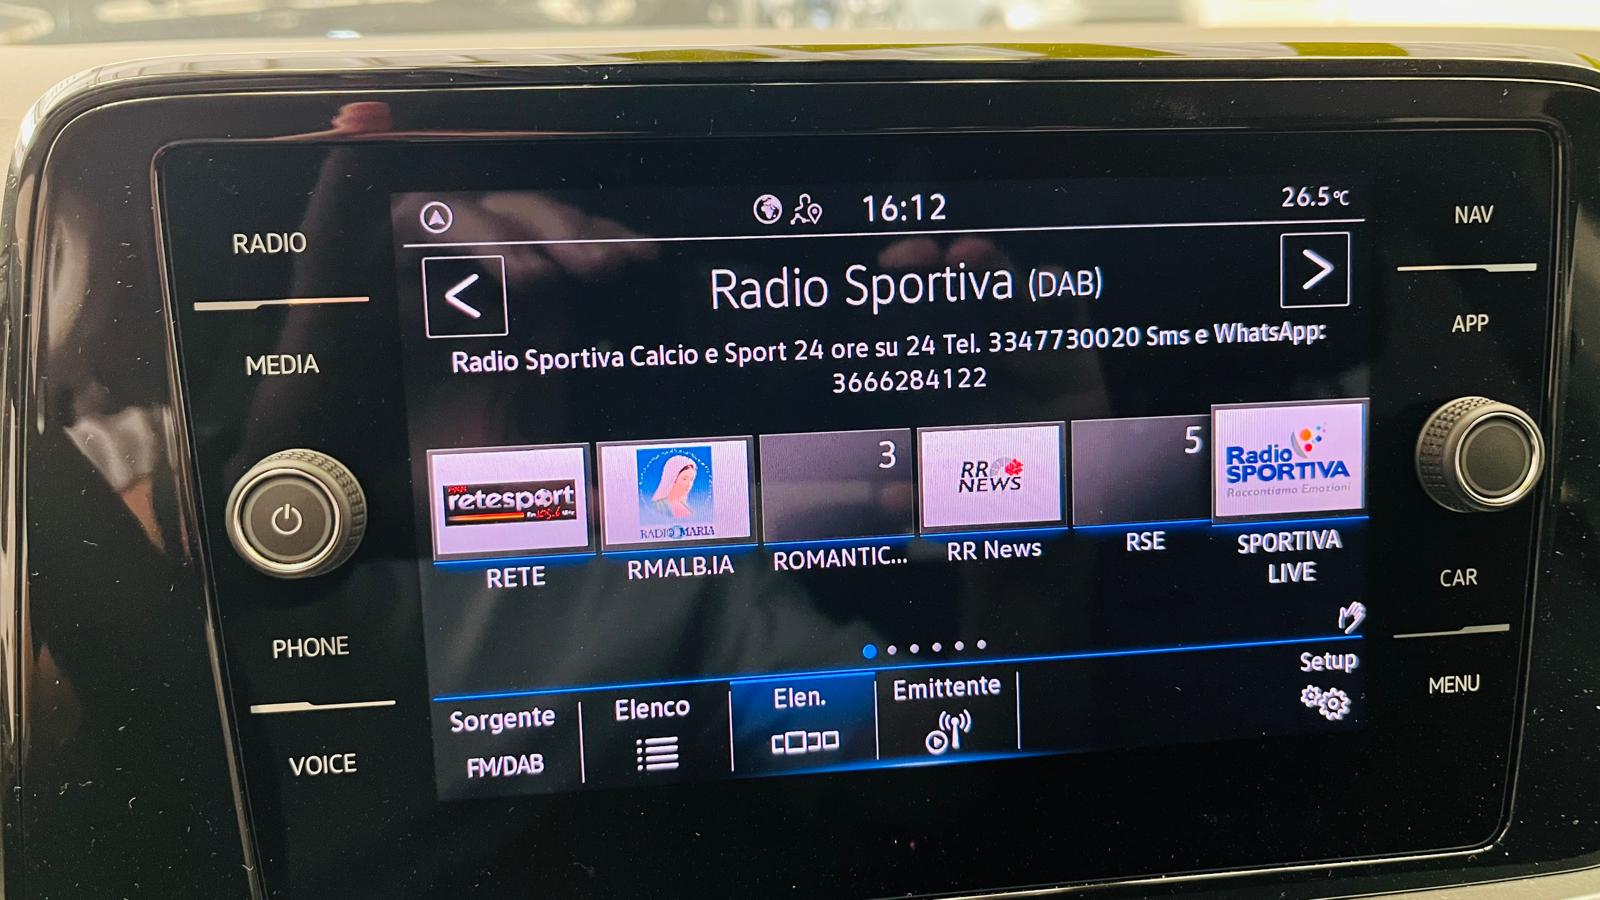 RADIO
MEDIA
PHONE
VOICE
16:12
26.5°C
Radio Sportiva (DAB)
Radio Sportiva Calcio e Sport 24 ore su 24 Tel. 3347730020 Sms e WhatsApp:
3666284122
retesport
RADIO MARIA
3
RR
NEWS
5
Radio
SPORTIVA
Raccontiamo Emozioni
RETE
RMALB.IA
ROMANTIC...
RR News
RSE
SPORTIVA
LIVE
Sorgente
FM/DAB
Elenco
Elen.
Emittente
Setup
NAV
APP
CAR
MENU